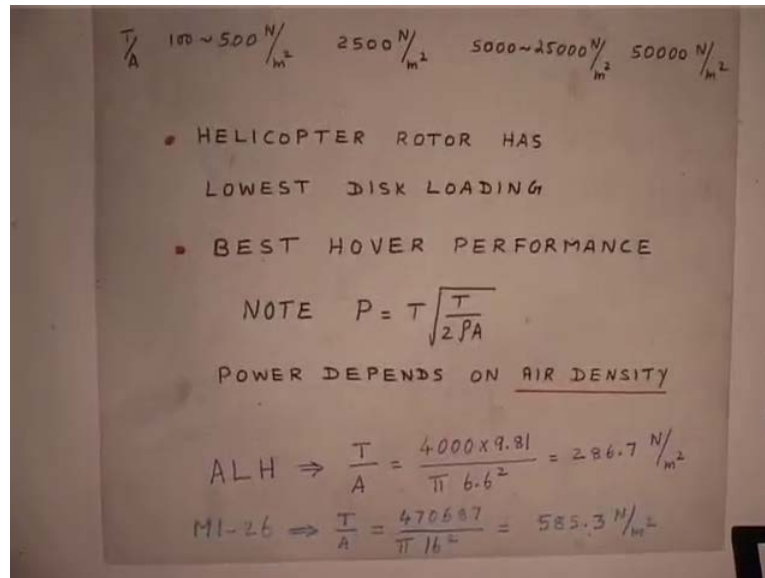 T/A 100~500 N/m² 2500 N/m² 5000~25000 N/m² 50000 N/m²
• HELICOPTER ROTOR HAS
LOWEST DISK LOADING
• BEST HOVER PERFORMANCE
NOTE P = T√(T/2ρA)
POWER DEPENDS ON AIR DENSITY
ALH ⇒ T/A = 4000×9.81/π 6.6² = 286.7 N/m²
MI-26 ⇒ T/A = 470687/π 16² = 585.3 N/m²